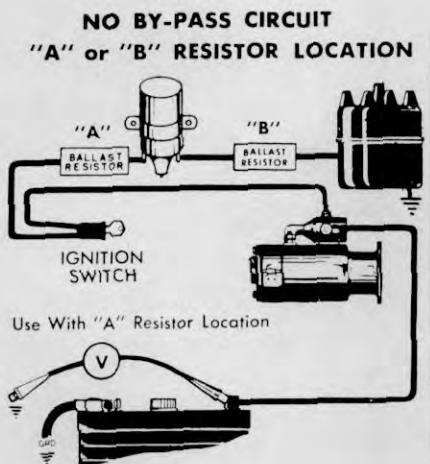 NO BY-PASS CIRCUIT
"A" or "B" RESISTOR LOCATION
"A"
"B"
BALLAST
RESISTOR
BALLAST
RESISTOR
IGNITION
SWITCH
Use With "A" Resistor Location
V
GRD